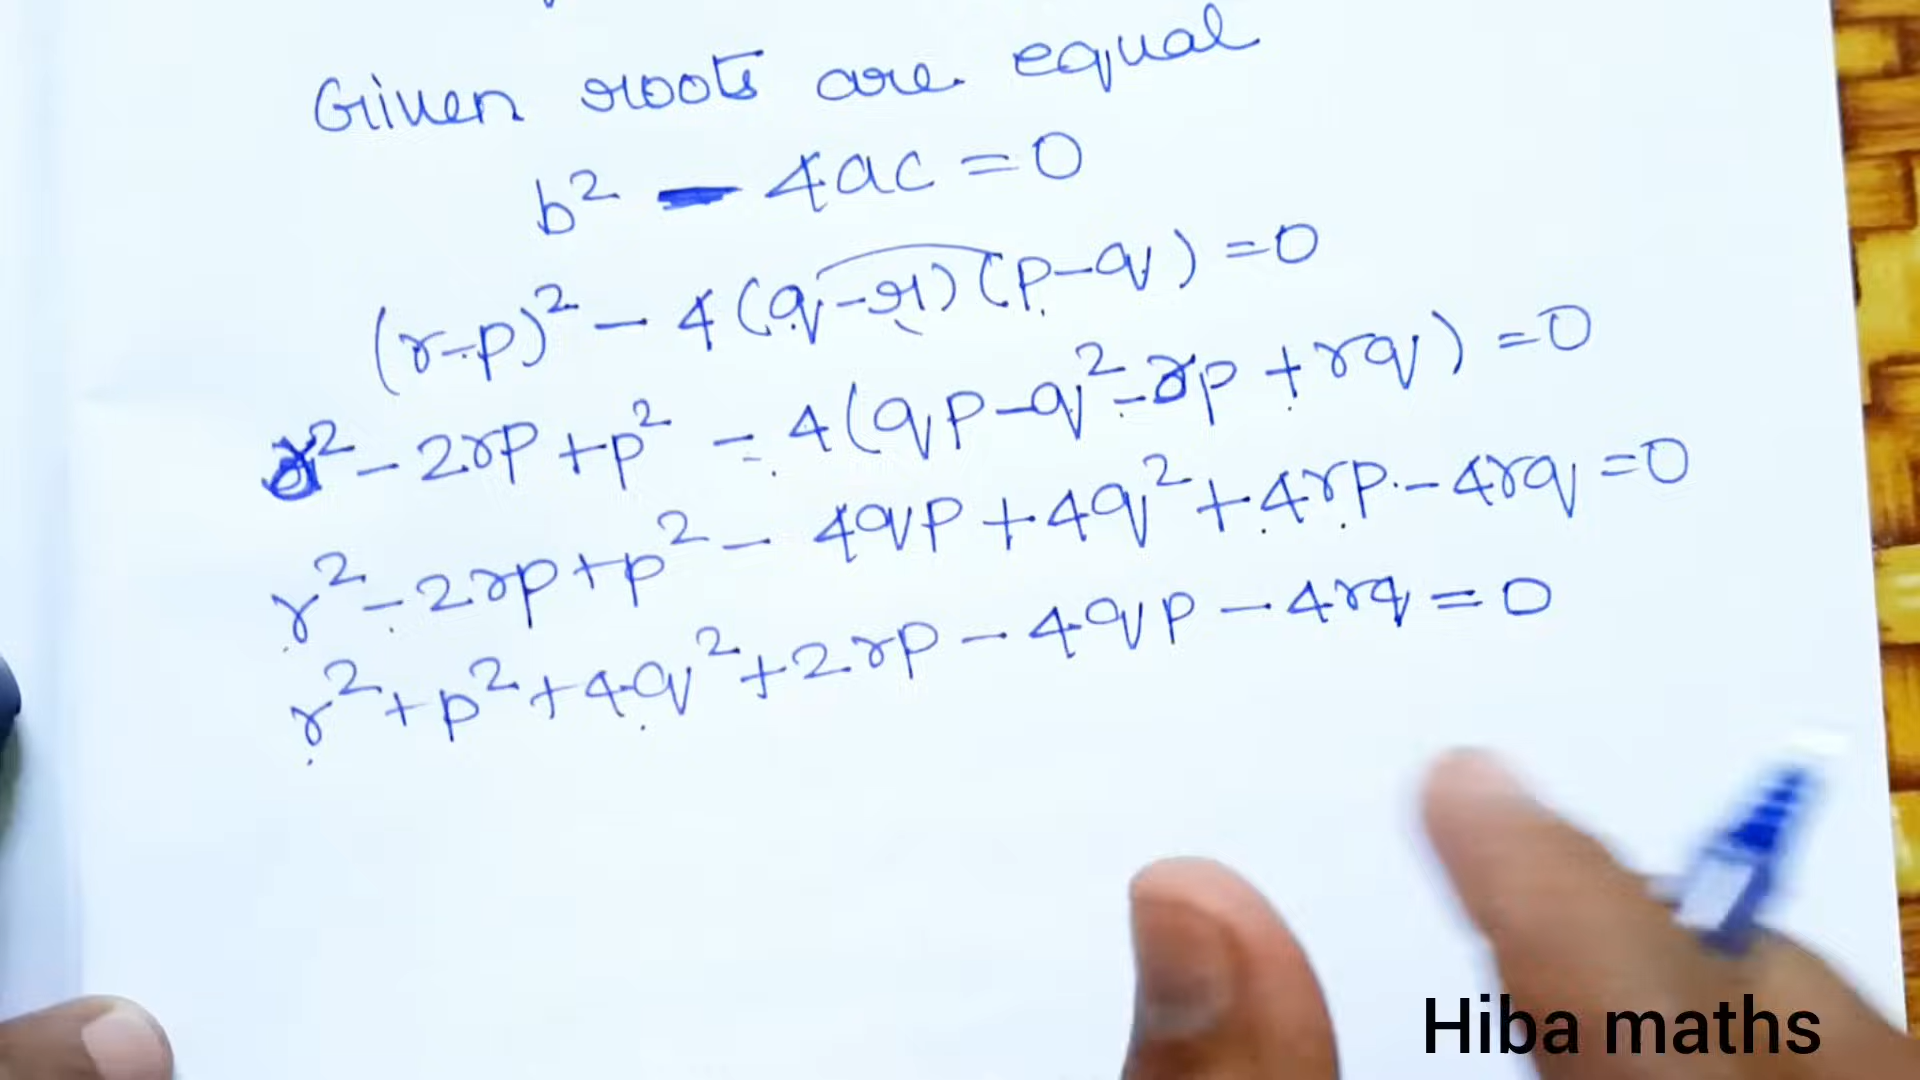 Given roots are equal
b² - 4ac = 0
(r-p)² - 4(q-r)(p-q) = 0
r² - 2rp + p² - 4(qp - q² - rp + rq) = 0
r² - 2rp + p² - 4qp + 4q² + 4rp - 4rq = 0
r² + p² + 4q² + 2rp - 4qp - 4rq = 0
Hiba maths